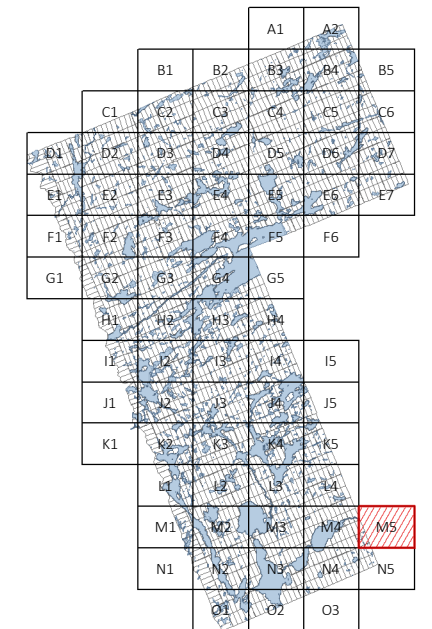 A1 A2
B1 B2 B3 B4 B5
C1 C2 C3 C4 C5 C6
D1 D2 D3 D4 D5 D6 D7
E1 E2 E3 E4 E5 E6 E7
F1 F2 F3 F4 F5 F6
G1 G2 G3 G4 G5
H1 H2 H3 H4
I1 I2 I3 I4 I5
J1 J2 J3 J4 J5
K1 K2 K3 K4 K5
L1 L2 L3 L4
M1 M2 M3 M4 M5
N1 N2 N3 N4 N5
O1 O2 O3